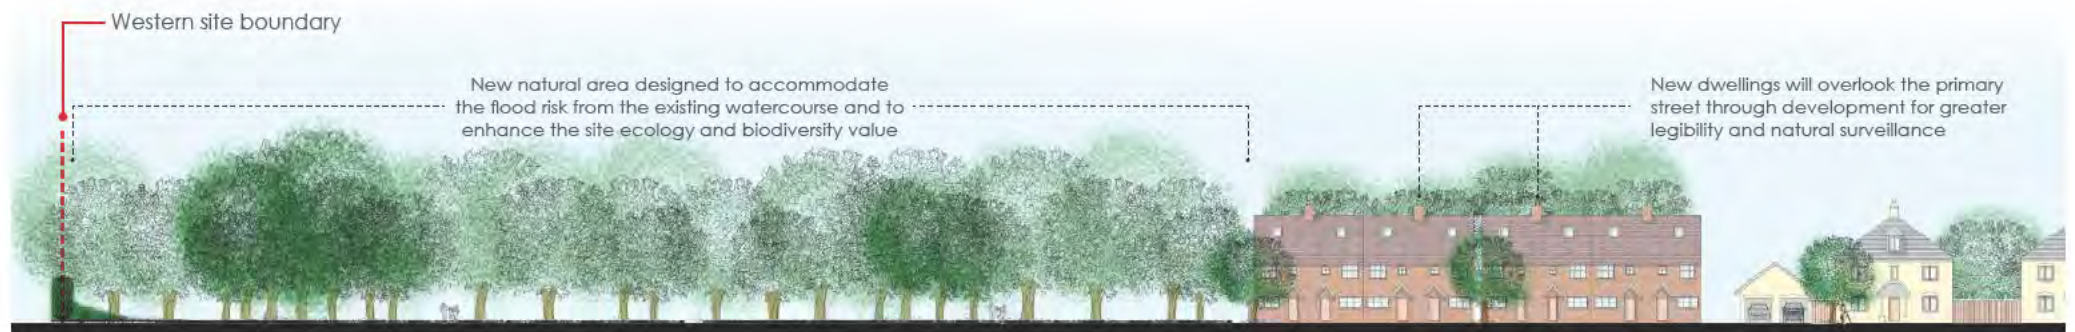 Western site boundary
New natural area designed to accommodate
the flood risk from the existing watercourse and to
enhance the site ecology and biodiversity value
New dwellings will overlook the primary
street through development for greater
legibility and natural surveillance